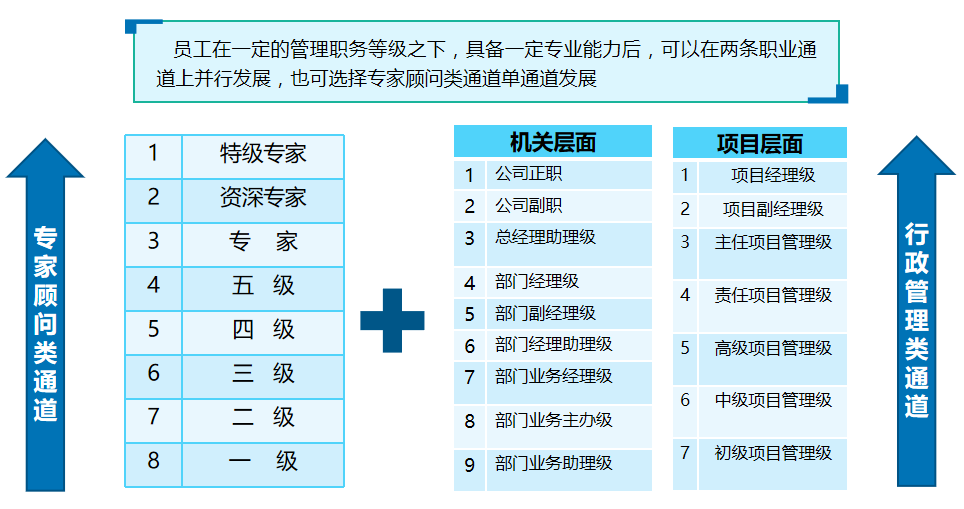 员工在一定的管理职务等级之下，具备一定专业能力后，可以在两条职业通
道上并行发展，也可选择专家顾问类通道单通道发展
专家顾问类通道
1 特级专家
2 资深专家
3 专 家
4 五 级
5 四 级
6 三 级
7 二 级
8 一 级
机关层面
1 公司正职
2 公司副职
3 总经理助理级
4 部门经理级
5 部门副经理级
6 部门经理助理级
7 部门业务经理级
8 部门业务主办级
9 部门业务助理级
项目层面
1 项目经理级
2 项目副经理级
3 主任项目管理级
4 责任项目管理级
5 高级项目管理级
6 中级项目管理级
7 初级项目管理级
行政管理类通道